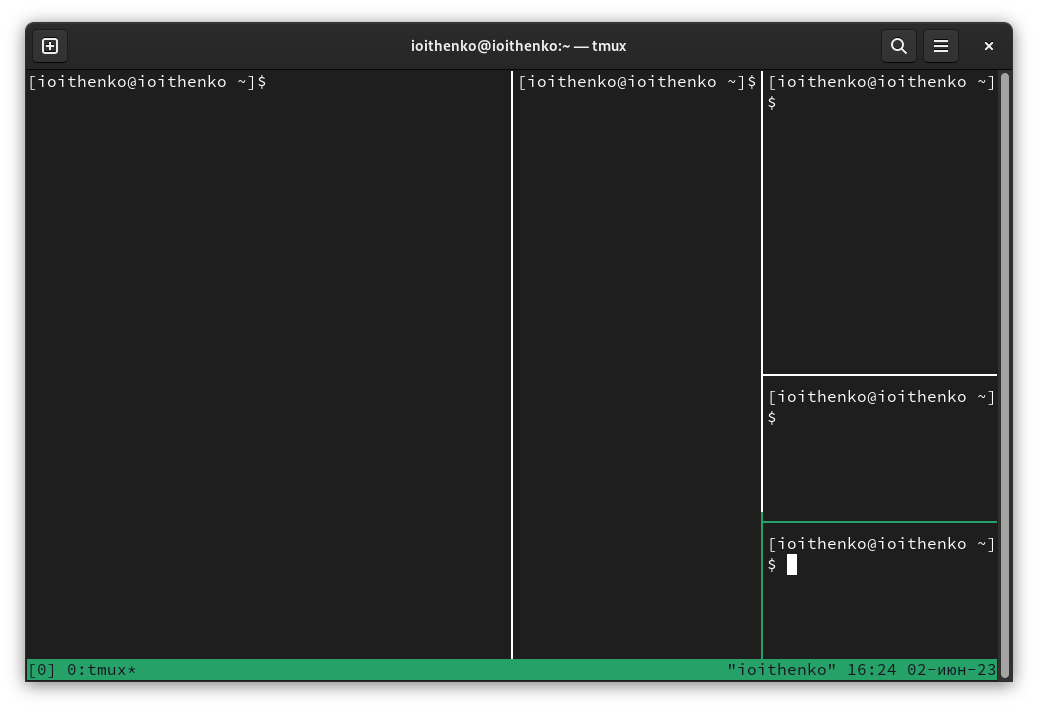 ioithenko@ioithenko:~ — tmux
[ioithenko@ioithenko ~]$
[ioithenko@ioithenko ~]$
[ioithenko@ioithenko ~]
$
[ioithenko@ioithenko ~]
$
[ioithenko@ioithenko ~]
$
[0] 0:tmux* "ioithenko" 16:24 02-июн-23